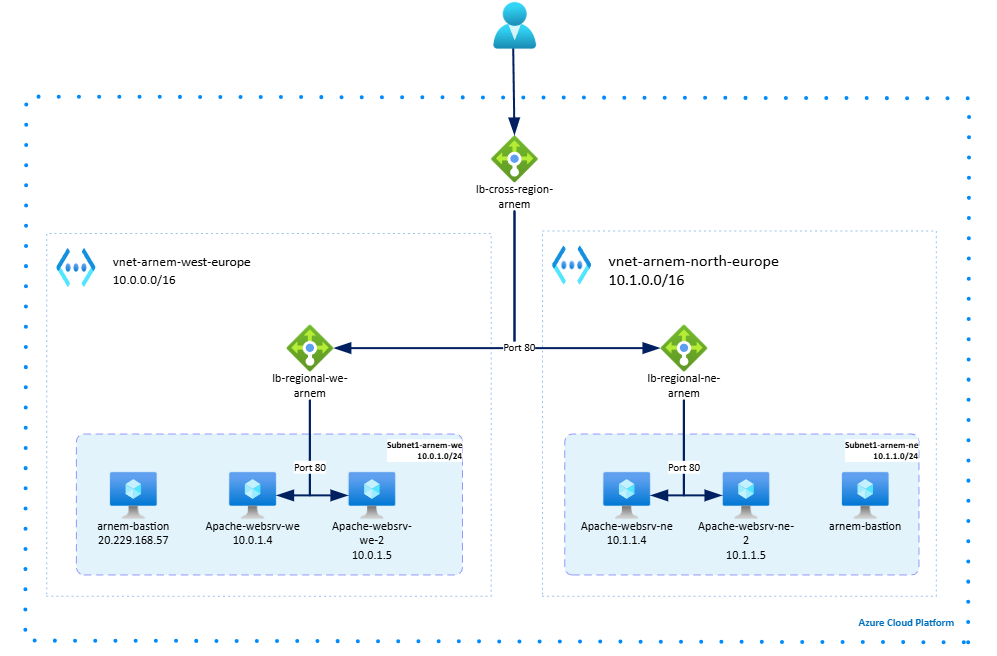 lb-cross-region-
arnem
vnet-arnem-west-europe
10.0.0.0/16
vnet-arnem-north-europe
10.1.0.0/16
Port 80
lb-regional-we-
arnem
lb-regional-ne-
arnem
Subnet1-arnem-we
10.0.1.0/24
Port 80
arnem-bastion
20.229.168.57
Apache-websrv-we
10.0.1.4
Apache-websrv-
we-2
10.0.1.5
Subnet1-arnem-ne
10.1.1.0/24
Port 80
Apache-websrv-ne
10.1.1.4
Apache-websrv-ne-
2
10.1.1.5
arnem-bastion
Azure Cloud Platform